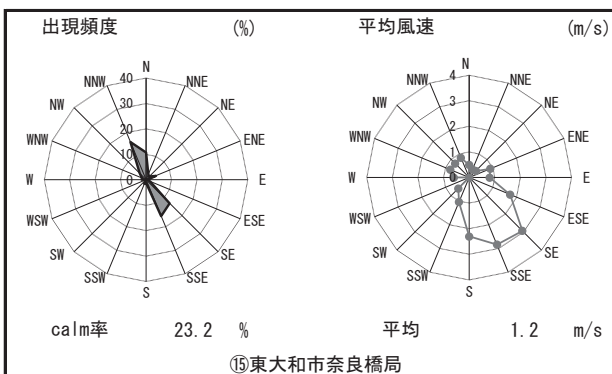 出現頻度 (%)
N
NNE
NE
ENE
E
ESE
SE
SSE
S
SSW
SW
WSW
W
WNW
NW
NNW
40
30
20
10
0
calm率 23.2 %
平均風速 (m/s)
N
NNE
NE
ENE
E
ESE
SE
SSE
S
SSW
SW
WSW
W
WNW
NW
NNW
4
3
2
1
0
平均 1.2 m/s
⑮東大和市奈良橋局